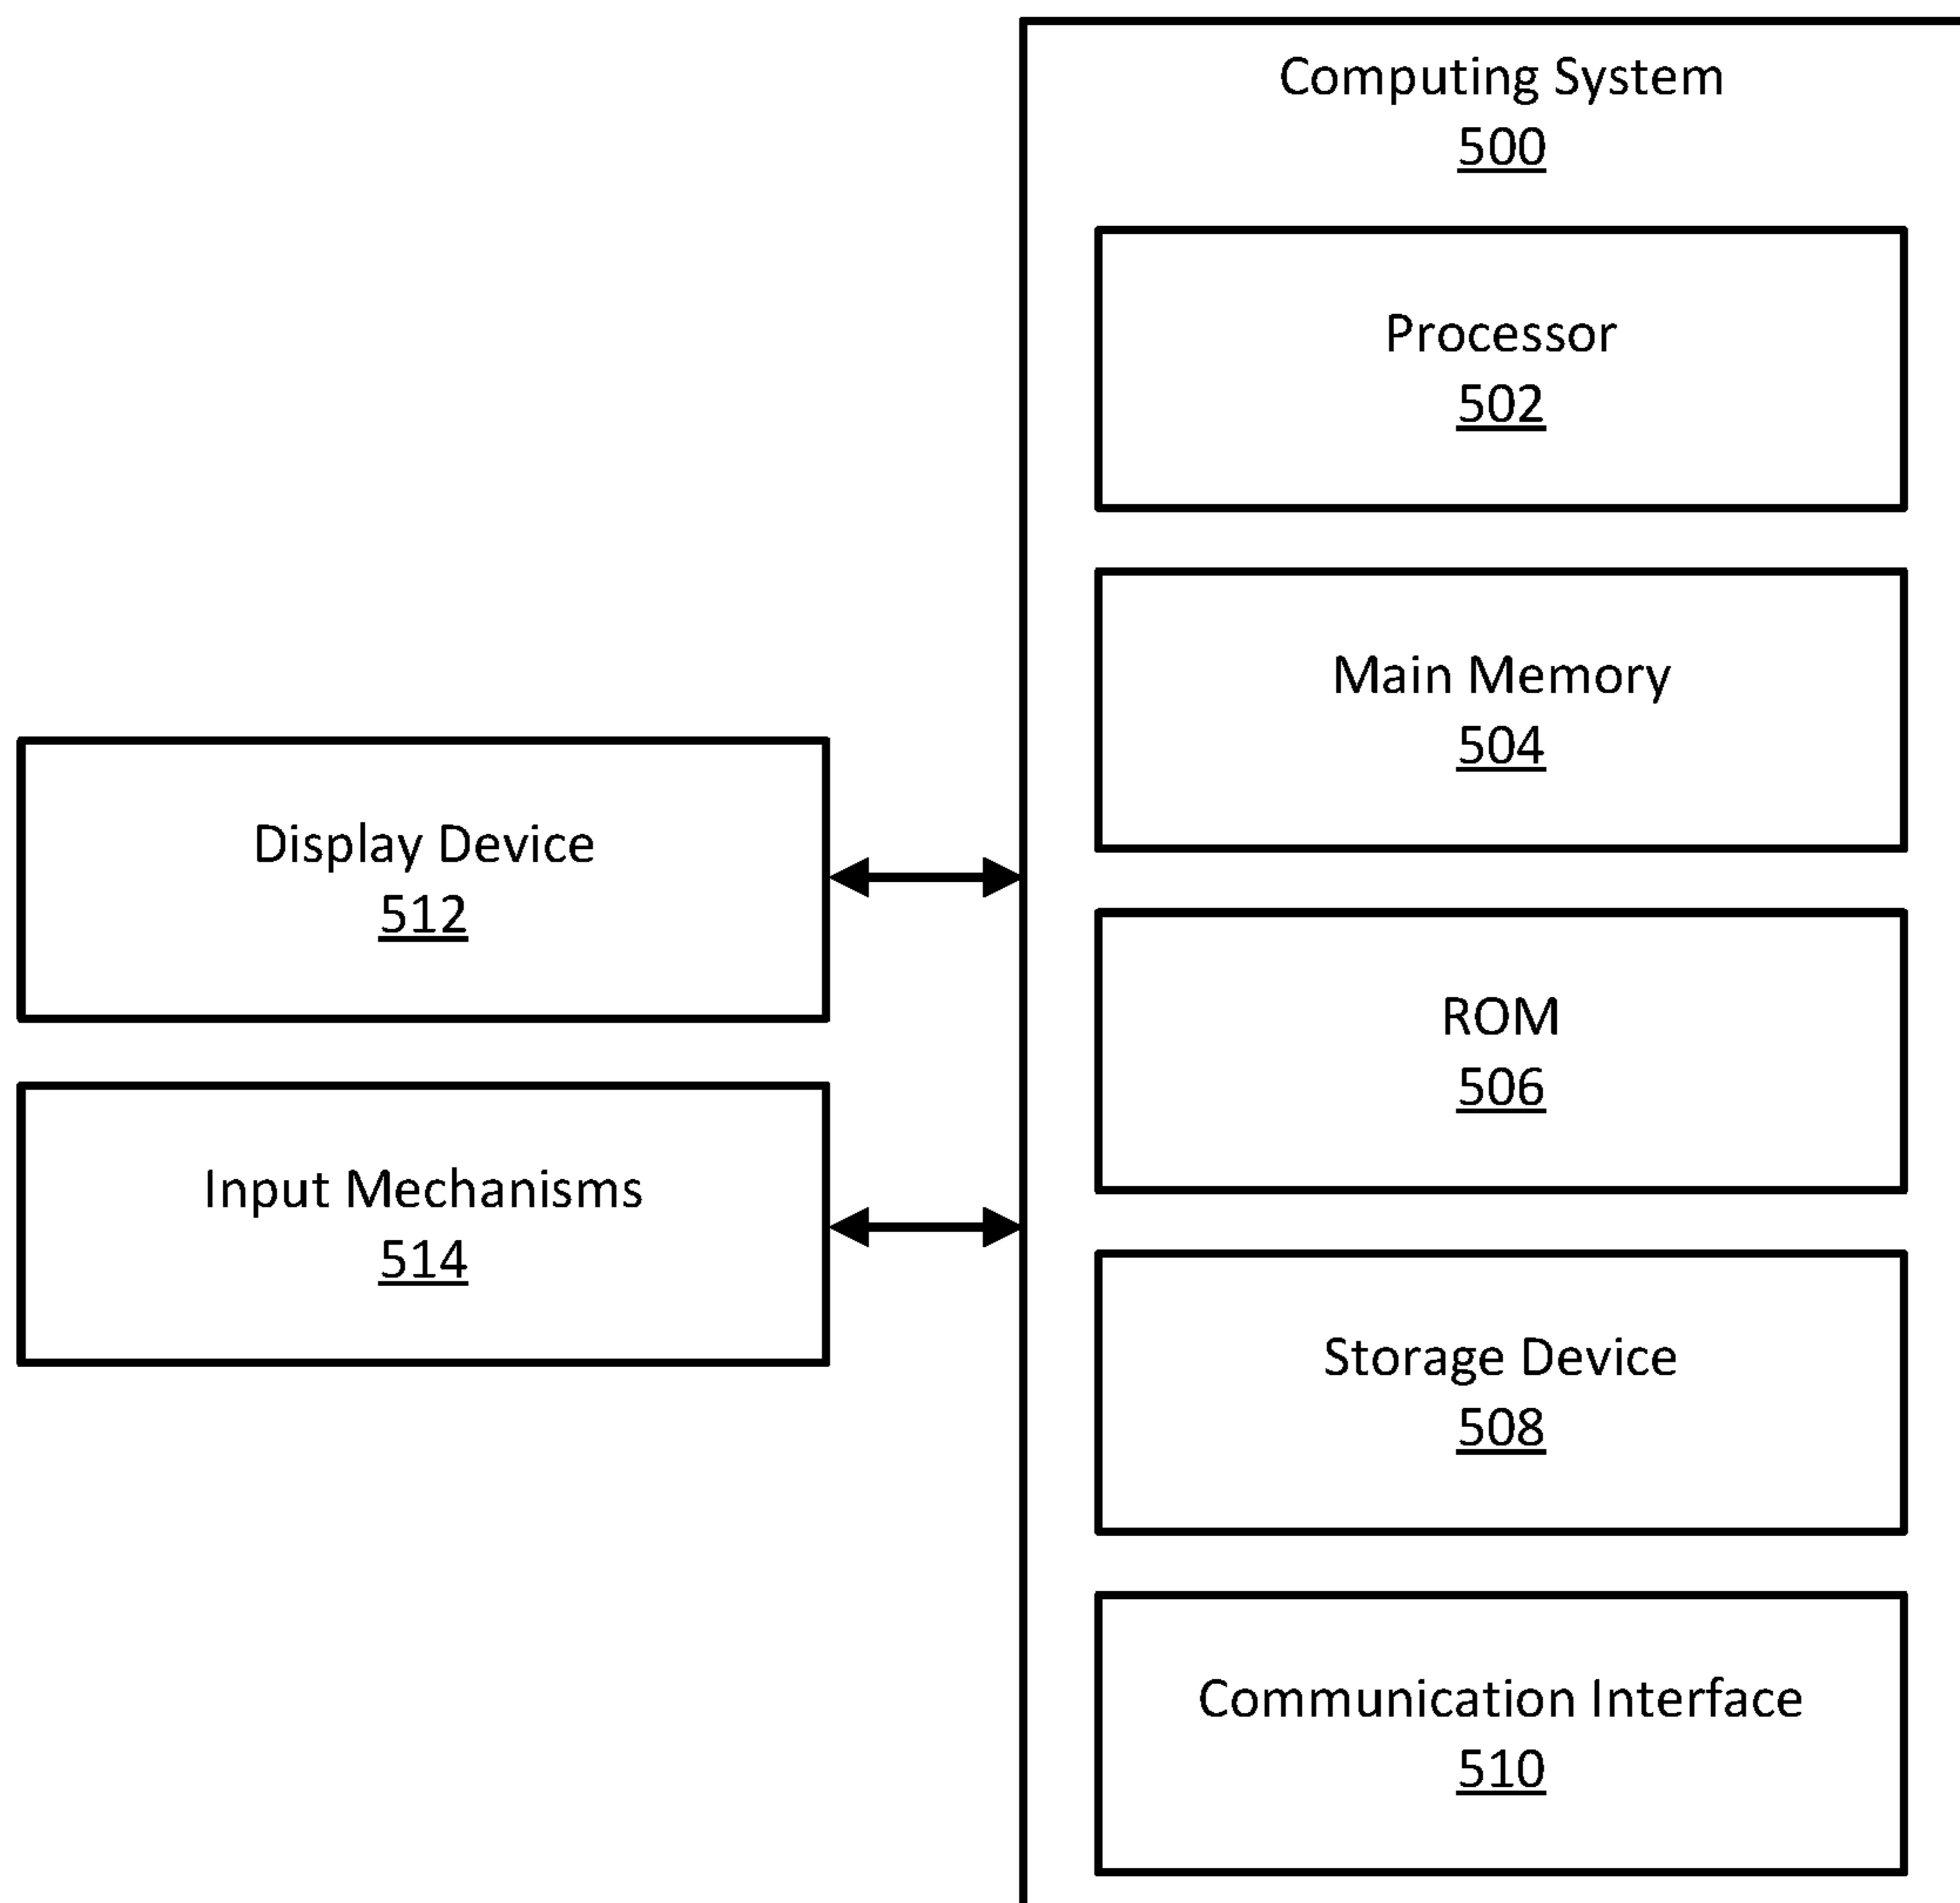 Computing System
500
Processor
502
Main Memory
504
Display Device
512
ROM
506
Input Mechanisms
514
Storage Device
508
Communication Interface
510